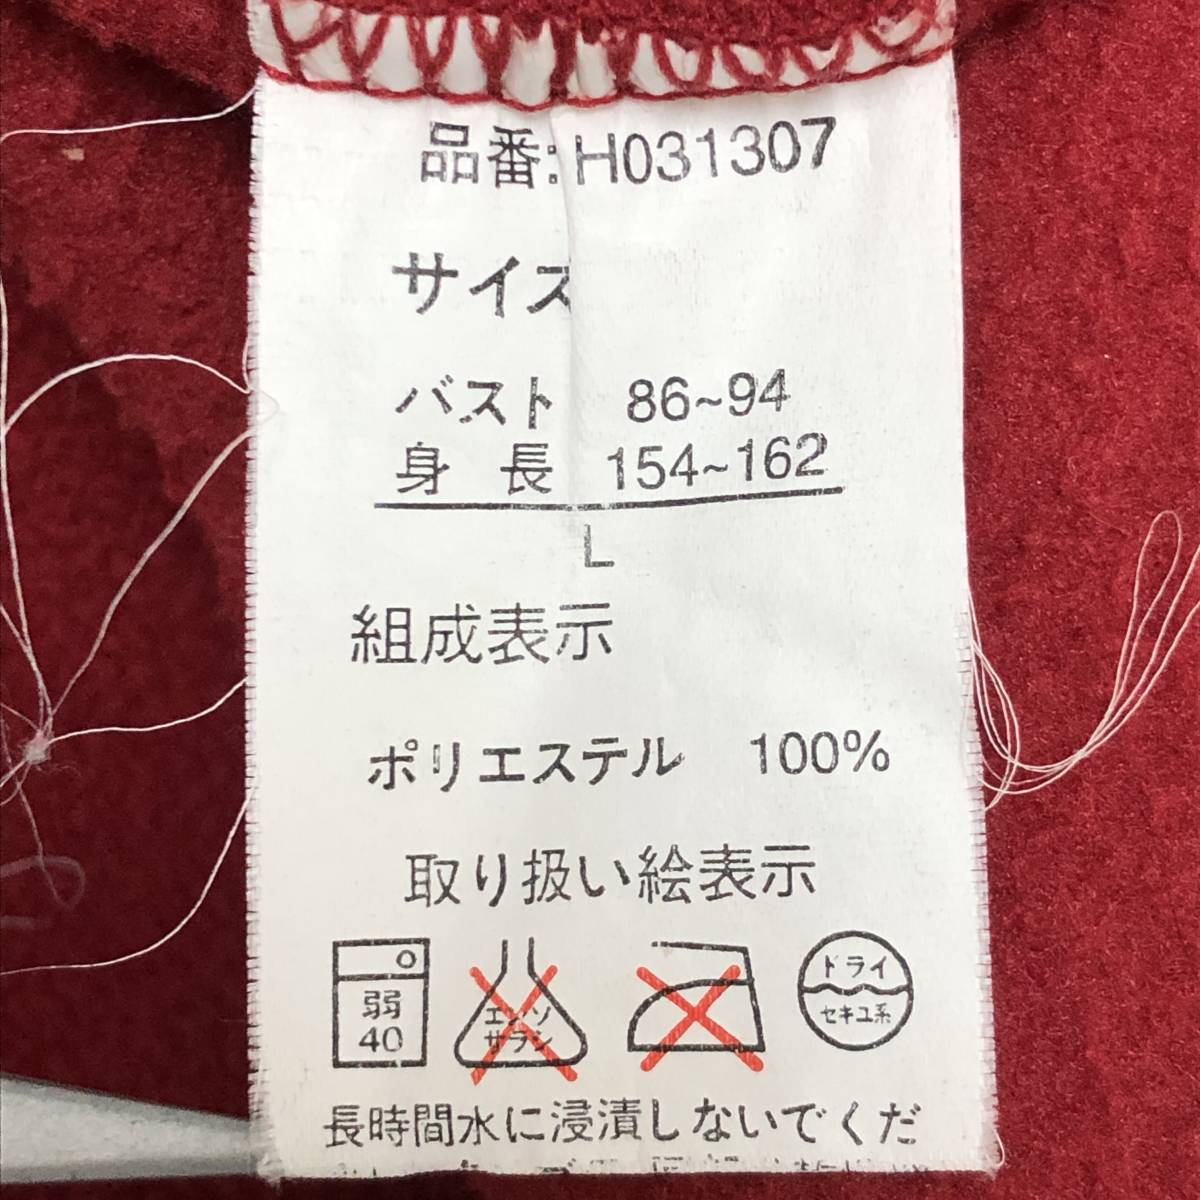 品番:H031307
サイズ
バスト 86~94
身長 154~162
L
組成表示
ポリエステル 100%
取り扱い絵表示
弱
40
エンソ
サラシ
ドライ
セキユ系
長時間水に浸漬しないでくだ